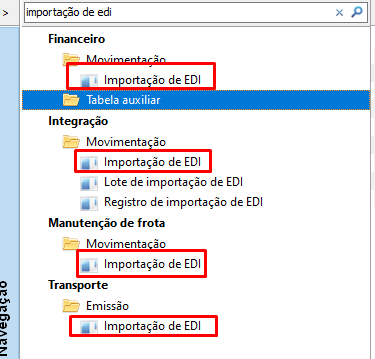 importação de edi
Financeiro
Movimentação
Importação de EDI
Tabela auxiliar
Integração
Movimentação
Importação de EDI
Lote de importação de EDI
Registro de importação de EDI
Manutenção de frota
Movimentação
Importação de EDI
Transporte
Emissão
Importação de EDI
Navegação